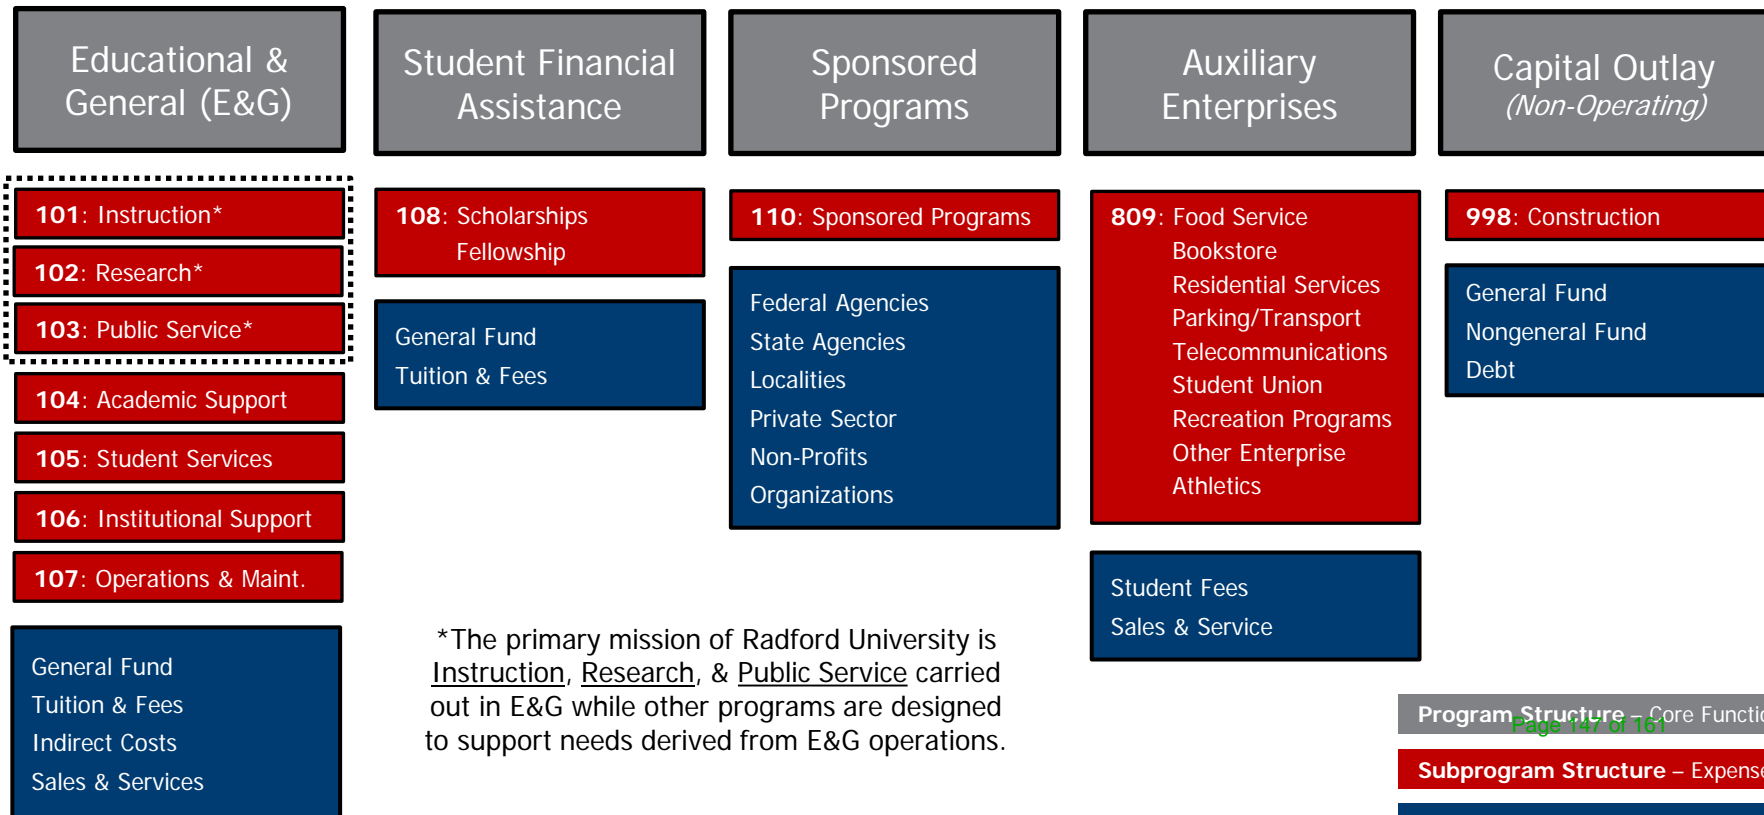 Educational &
General (E&G)
Student Financial
Assistance
Sponsored
Programs
Auxiliary
Enterprises
Capital Outlay
(Non-Operating)
101: Instruction*
102: Research*
103: Public Service*
104: Academic Support
105: Student Services
106: Institutional Support
107: Operations & Maint.
General Fund
Tuition & Fees
Indirect Costs
Sales & Services
108: Scholarships
Fellowship
General Fund
Tuition & Fees
110: Sponsored Programs
Federal Agencies
State Agencies
Localities
Private Sector
Non-Profits
Organizations
809: Food Service
Bookstore
Residential Services
Parking/Transport
Telecommunications
Student Union
Recreation Programs
Other Enterprise
Athletics
Student Fees
Sales & Service
998: Construction
General Fund
Nongeneral Fund
Debt
*The primary mission of Radford University is
Instruction, Research, & Public Service carried
out in E&G while other programs are designed
to support needs derived from E&G operations.
Program Structure – Core Functio
Page 147 of 161
Subprogram Structure – Expense